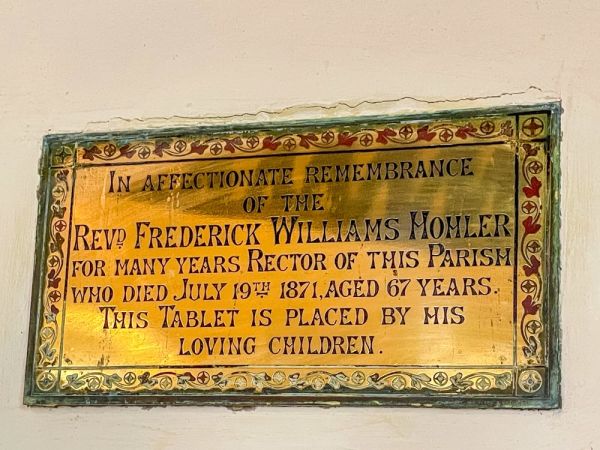 IN AFFECTIONATE REMEMBRANCE
OF THE
REVD FREDERICK WILLIAMS HOHLER
FOR MANY YEARS, RECTOR OF THIS PARISH
WHO DIED JULY 19TH 1871, AGED 67 YEARS.
THIS TABLET IS PLACED BY HIS
LOVING CHILDREN.